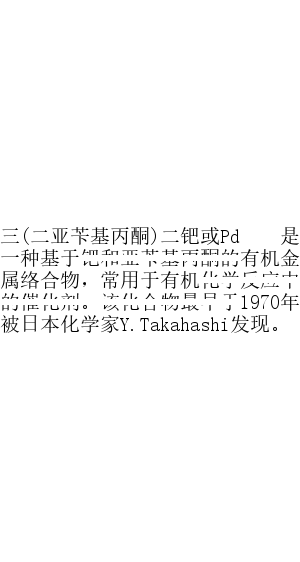 三(二亚苄基丙酮)二钯或Pd 是
一种基于钯和亚苄基丙酮的有机金
属络合物，常用于有机化学反应中
的催化剂。该化合物最早于1970年
被日本化学家Y.Takahashi发现。